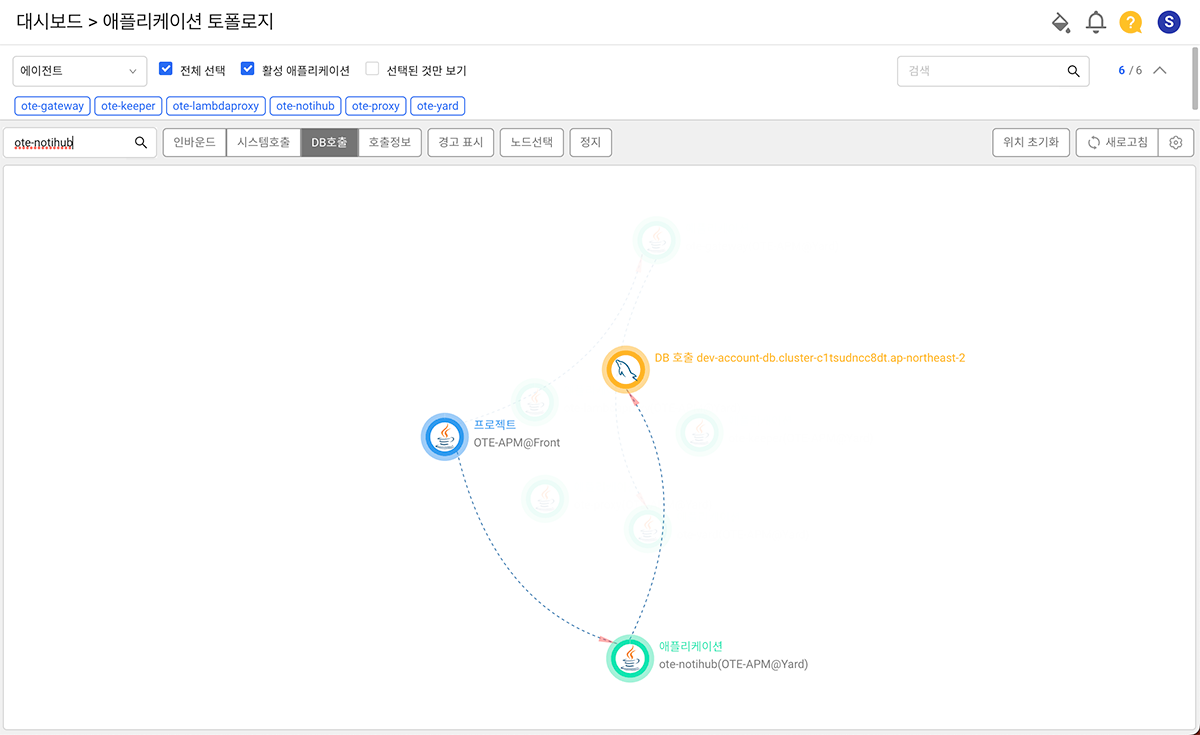 대시보드 > 애플리케이션 토폴로지
? S
에이전트 전체 선택 활성 애플리케이션 선택된 것만 보기 검색 6 / 6
ote-gateway ote-keeper ote-lambdaproxy ote-notihub ote-proxy ote-yard
ote-notihub 인바운드 시스템호출 DB호출 호출정보 경고 표시 노드선택 정지 위치 초기화 새로고침
DB 호출 dev-account-db.cluster-c1tsudncc8dt.ap-northeast-2
프로젝트
OTE-APM@Front
애플리케이션
ote-notihub(OTE-APM@Yard)